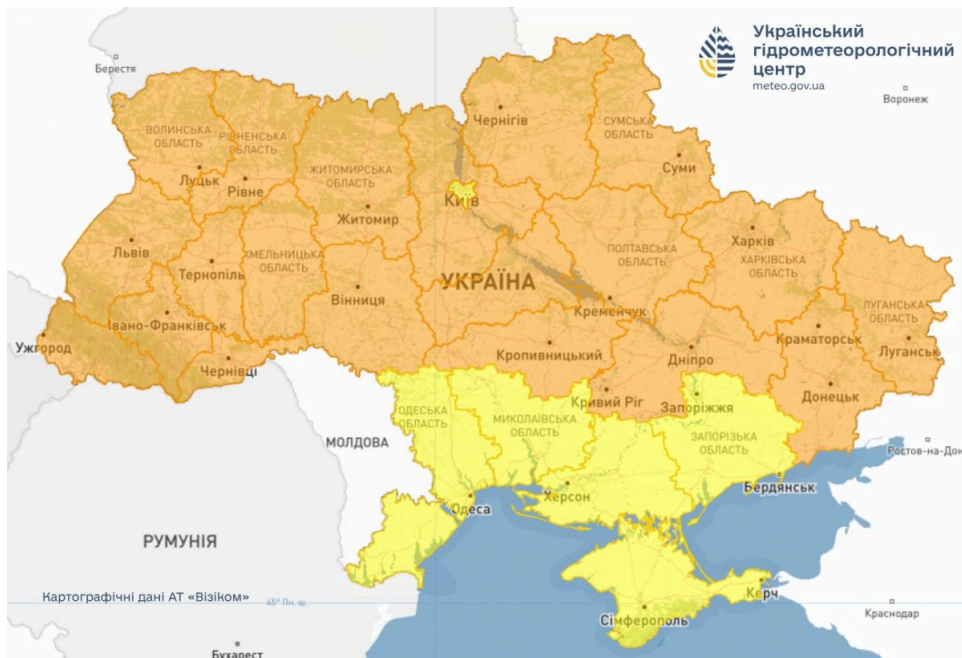 Український
гідрометеорологічний
центр
meteo.gov.ua
Берестя
Воронеж
Чернігів
ВОЛИНСЬКА
ОБЛАСТЬ
РІВНЕНСЬКА
ОБЛАСТЬ
СУМСЬКА
ОБЛАСТЬ
ЖИТОМИРСЬКА
ОБЛАСТЬ
Луцьк
Рівне
Суми
Київ
Житомир
Львів
Харків
ПОЛТАВСЬКА
ОБЛАСТЬ
ХАРКІВСЬКА
ОБЛАСТЬ
ХМЕЛЬНИЦЬКА
ОБЛАСТЬ
Тернопіль
УКРАЇНА
Вінниця
Кременчук
ЛУГАНСЬКА
ОБЛАСТЬ
Івано-Франківськ
Ужгород
Чернівці
Кропивницький
Дніпро
Краматорськ
Луганськ
Кривий Ріг
Запоріжжя
Донецьк
ОДЕСЬКА
ОБЛАСТЬ
МИКОЛАЇВСЬКА
ОБЛАСТЬ
ЗАПОРІЗЬКА
ОБЛАСТЬ
МОЛДОВА
Ростов-на-Дон
Бердянськ
Херсон
Одеса
РУМУНІЯ
Картографічні дані АТ «Візіком»
45° Пн. ш.
Керч
Сімферополь
Краснодар
Бухарест